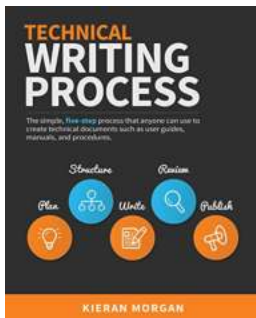 TECHNICAL
WRITING
PROCESS
The simple, five-step process that anyone can use to
create technical documents such as user guides,
manuals, and procedures.
Structure Review
Plan Write Publish
KIERAN MORGAN